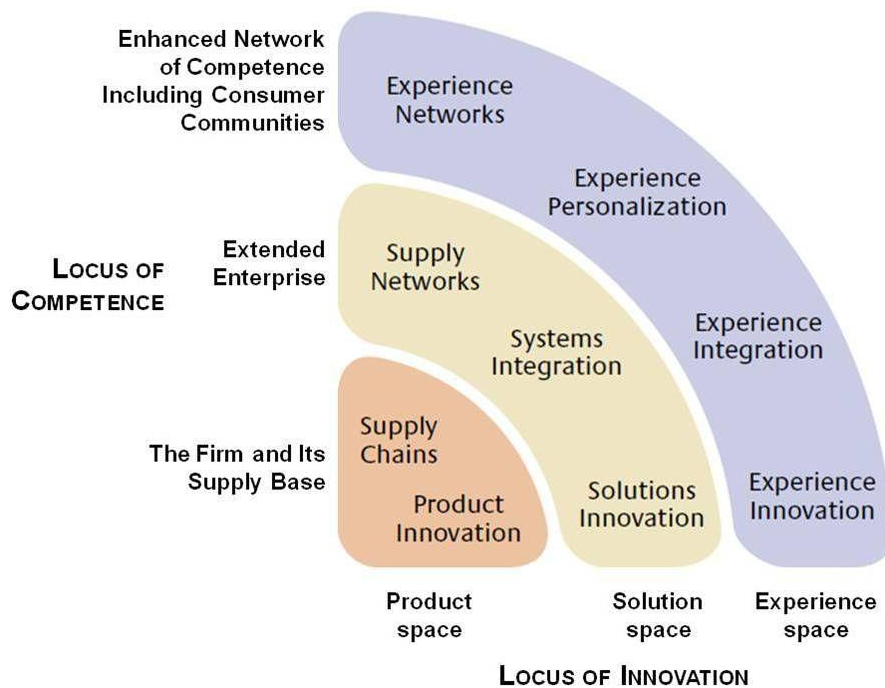 Enhanced Network
of Competence
Including Consumer
Communities
Experience
Networks
Experience
Personalization
Extended
Enterprise
Supply
Networks
LOCUS OF
COMPETENCE
Systems
Integration
Experience
Integration
The Firm and Its
Supply Base
Supply
Chains
Product
Innovation
Solutions
Innovation
Experience
Innovation
Product
space
Solution
space
Experience
space
LOCUS OF INNOVATION